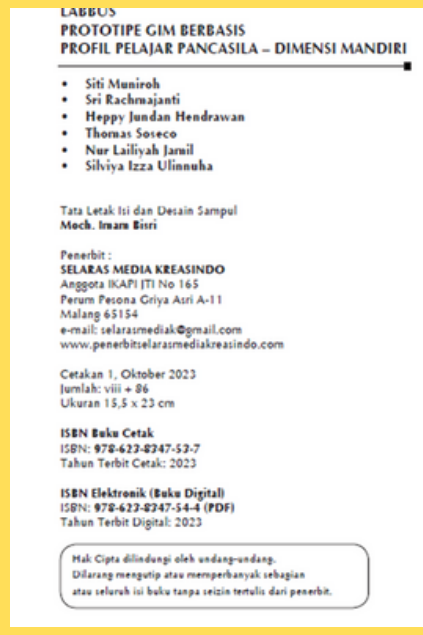 LABBUS
PROTOTIPE GIM BERBASIS
PROFIL PELAJAR PANCASILA – DIMENSI MANDIRI
• Siti Muniroh
• Sri Rachmajanti
• Heppy Jundan Hendrawan
• Thomas Soseco
• Nur Lailiyah Jamil
• Silviya Izza Ulinnuha
Tata Letak Isi dan Desain Sampul
Moch. Imam Bisri
Penerbit :
SELARAS MEDIA KREASINDO
Anggota IKAPI JTI No 165
Perum Pesona Griya Asri A-11
Malang 65154
e-mail: selarasmediak@gmail.com
www.penerbitselarasmediakreasindo.com
Cetakan 1, Oktober 2023
Jumlah: viii + 86
Ukuran 15,5 x 23 cm
ISBN Buku Cetak
ISBN: 978-623-8347-53-7
Tahun Terbit Cetak: 2023
ISBN Elektronik (Buku Digital)
ISBN: 978-623-8347-54-4 (PDF)
Tahun Terbit Digital: 2023
Hak Cipta dilindungi oleh undang-undang.
Dilarang mengutip atau memperbanyak sebagian
atau seluruh isi buku tanpa seizin tertulis dari penerbit.